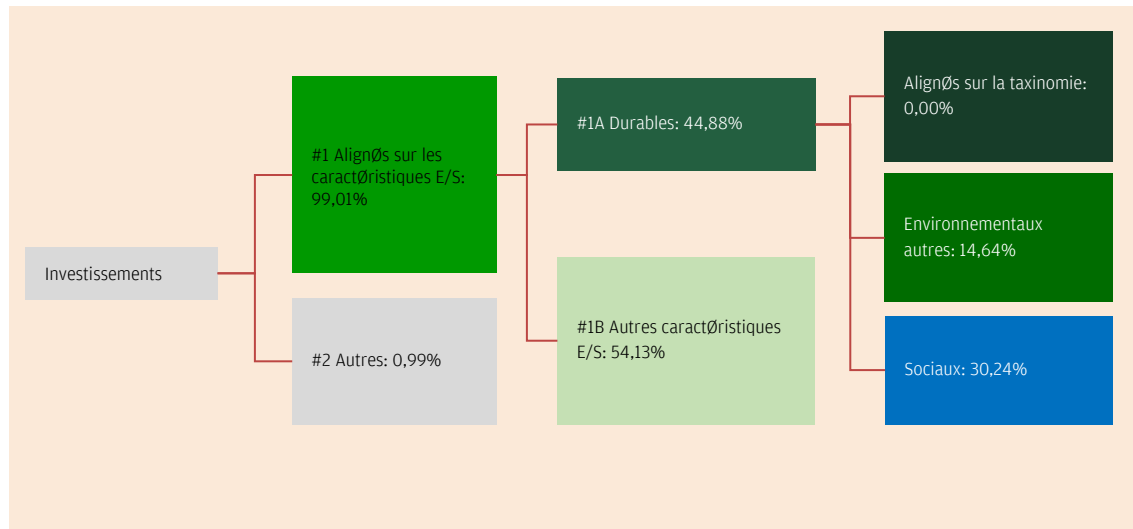 Investissements
#1 AlignØs sur les
caractØristiques E/S:
99,01%
#2 Autres: 0,99%
#1A Durables: 44,88%
#1B Autres caractØristiques
E/S: 54,13%
AlignØs sur la taxinomie:
0,00%
Environnementaux
autres: 14,64%
Sociaux: 30,24%